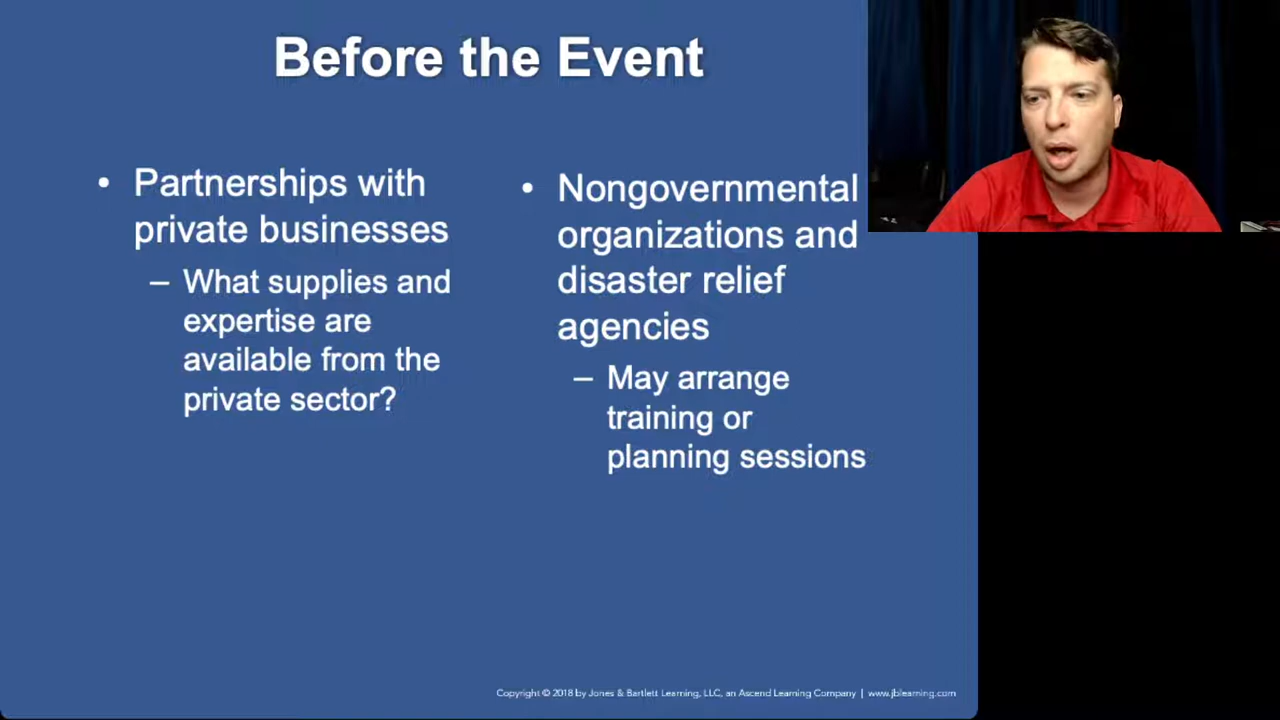 Before the Event
• Partnerships with
private businesses
– What supplies and
expertise are
available from the
private sector?
• Nongovernmental
organizations and
disaster relief
agencies
– May arrange
training or
planning sessions
Copyright © 2018 by Jones & Bartlett Learning, LLC, an Ascend Learning Company | www.jblearning.com